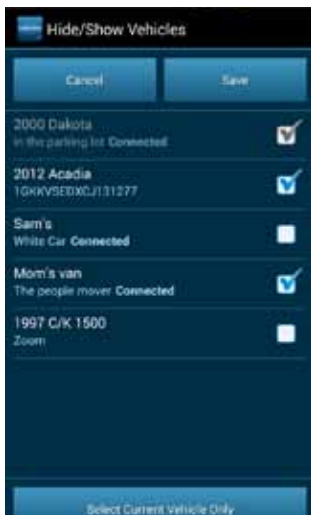 Hide/Show Vehicles
Cancel
Save
2000 Dakota
in the parking lot Connected
2012 Acadia
1GKKVSEDXCJ131277
Sam's
White Car Connected
Mom's van
The people mover Connected
1997 C/K 1500
Zoom
Select Current Vehicle Only